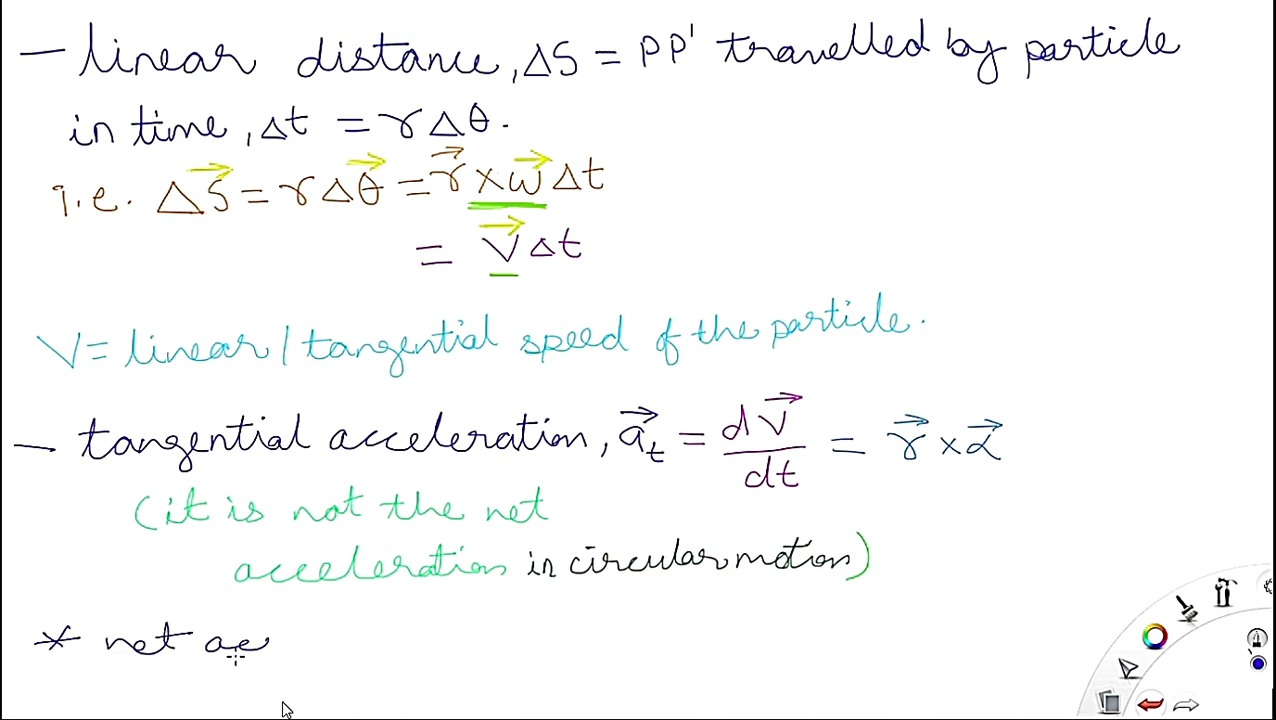 – linear distance, ΔS = PP' travelled by particle
in time, Δt = rΔθ.
i.e. ΔS⃗ = rΔθ⃗ = r⃗ × ω⃗ Δt
= V⃗ Δt
V = linear / tangential speed of the particle.
– tangential acceleration, a⃗ₜ = dV⃗/dt = r⃗ × α⃗
(it is not the net
acceleration in circular motion)
* net ac